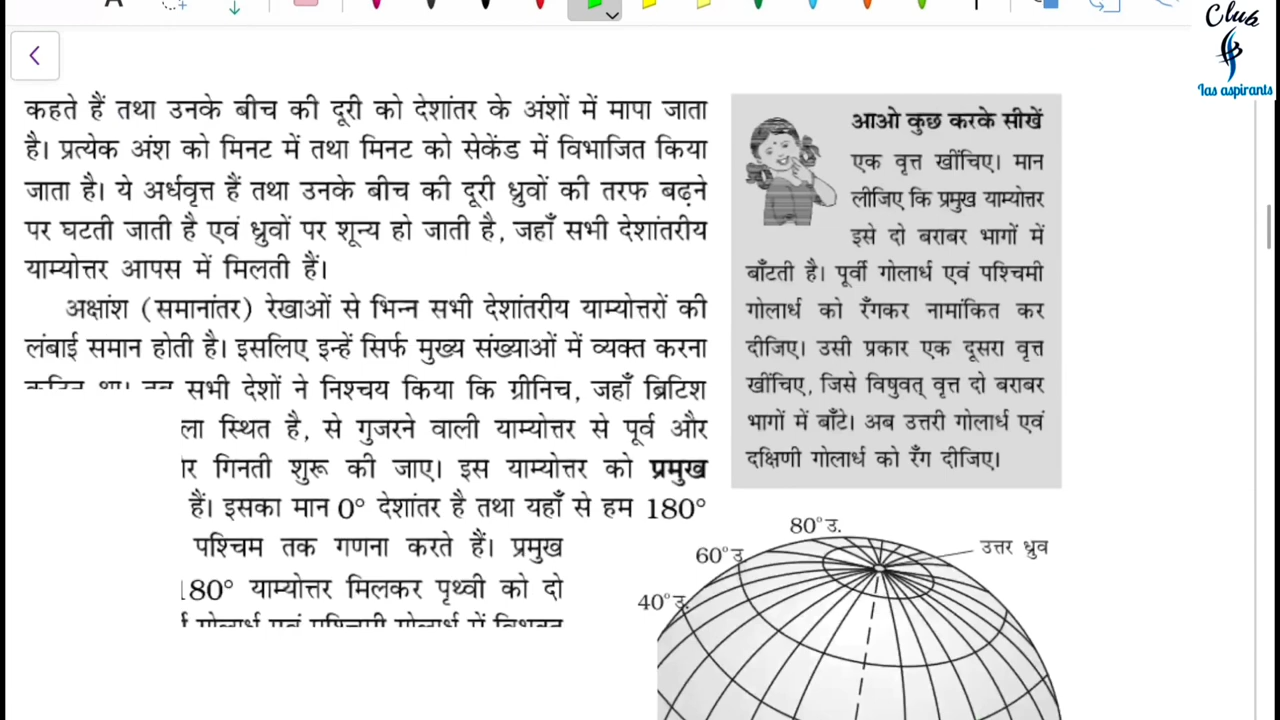 Club
Ias aspirants
कहते हैं तथा उनके बीच की दूरी को देशांतर के अंशों में मापा जाता
है। प्रत्येक अंश को मिनट में तथा मिनट को सेकेंड में विभाजित किया
जाता है। ये अर्धवृत्त हैं तथा उनके बीच की दूरी ध्रुवों की तरफ बढ़ने
पर घटती जाती है एवं ध्रुवों पर शून्य हो जाती है, जहाँ सभी देशांतरीय
याम्योत्तर आपस में मिलती हैं।
अक्षांश (समानांतर) रेखाओं से भिन्न सभी देशांतरीय याम्योत्तरों की
लंबाई समान होती है। इसलिए इन्हें सिर्फ मुख्य संख्याओं में व्यक्त करना
सभी देशों ने निश्चय किया कि ग्रीनिच, जहाँ ब्रिटिश
ला स्थित है, से गुजरने वाली याम्योत्तर से पूर्व और
गिनती शुरू की जाए। इस याम्योत्तर को प्रमुख
हैं। इसका मान 0° देशांतर है तथा यहाँ से हम 180°
पश्चिम तक गणना करते हैं। प्रमुख
180° याम्योत्तर मिलकर पृथ्वी को दो
आओ कुछ करके सीखें
एक वृत्त खींचिए। मान
लीजिए कि प्रमुख याम्योत्तर
इसे दो बराबर भागों में
बाँटती है। पूर्वी गोलार्ध एवं पश्चिमी
गोलार्ध को रँगकर नामांकित कर
दीजिए। उसी प्रकार एक दूसरा वृत्त
खींचिए, जिसे विषुवत् वृत्त दो बराबर
भागों में बाँटे। अब उत्तरी गोलार्ध एवं
दक्षिणी गोलार्ध को रँग दीजिए।
80°उ.
60°उ.
40°उ.
उत्तर ध्रुव